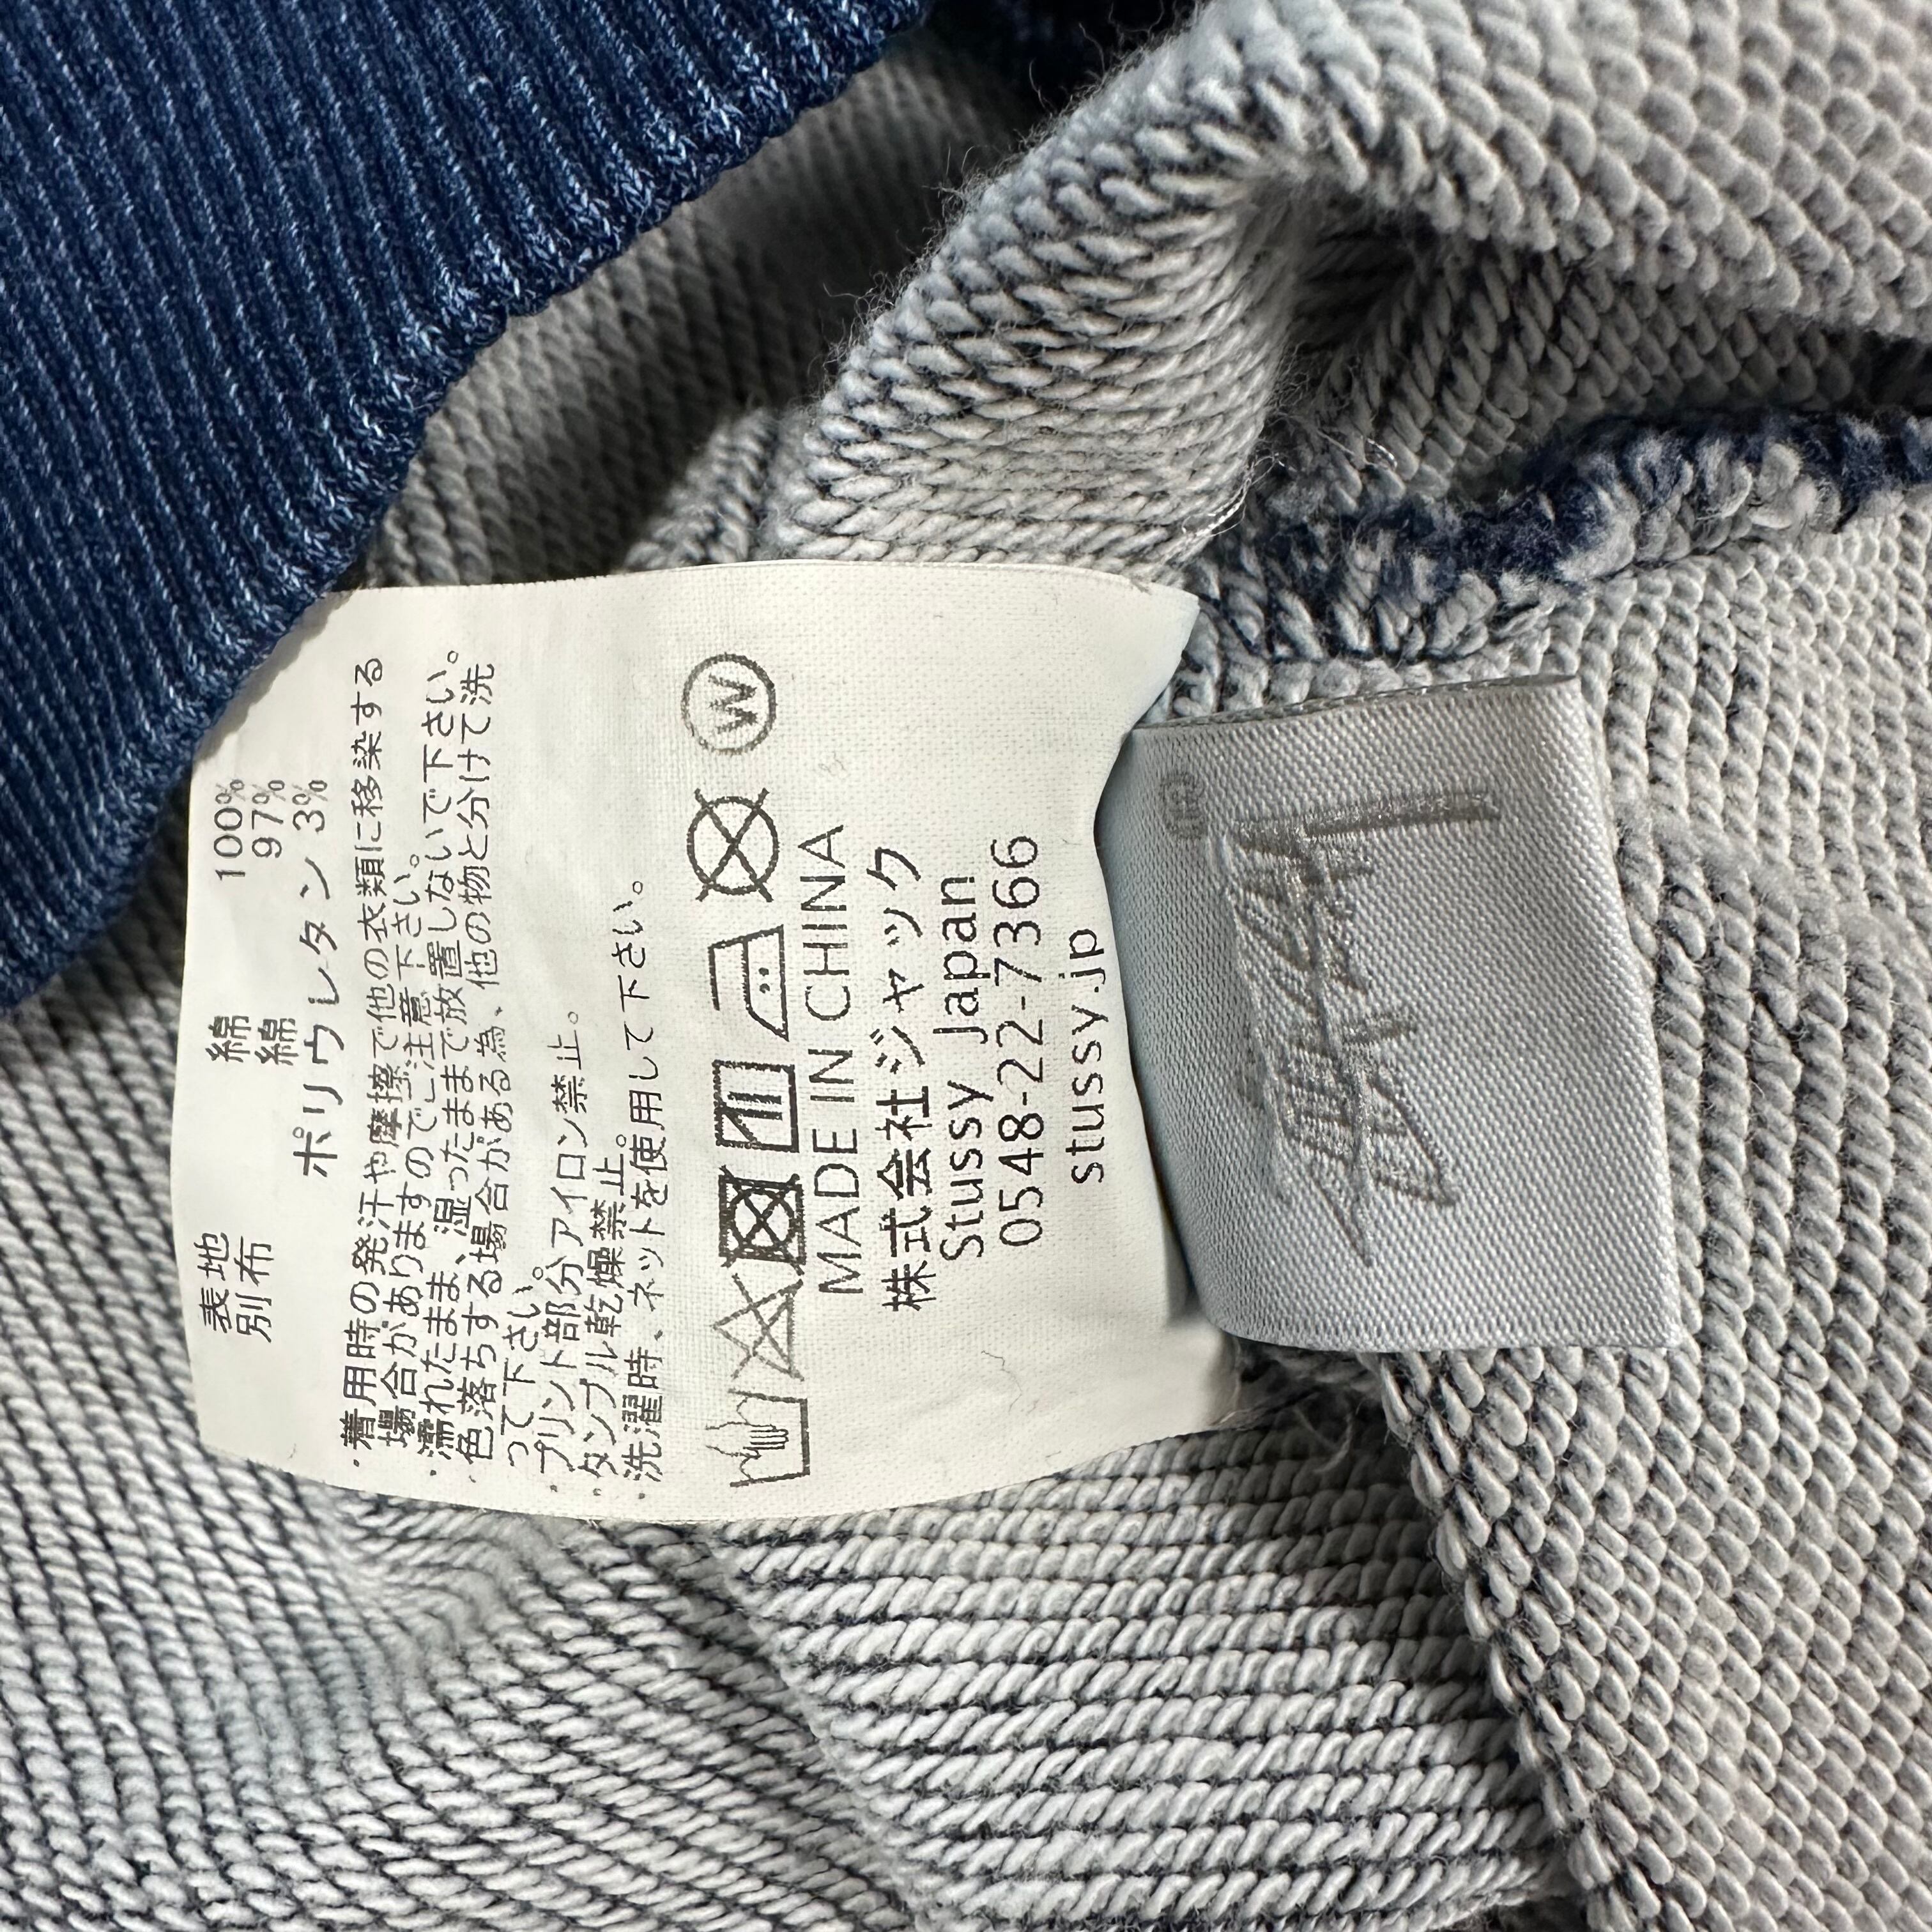 表地 綿 100%
別布 綿 97%
ポリウレタン 3%
・着用時の発汗や摩擦で他の衣類に移染する
場合がありますのでご注意下さい。
・濡れたまま、湿ったままで放置しないで下さい。
色落ちする場合がある為、他の物と分けて洗
って下さい。
・プリント部分アイロン禁止。
・タンブル乾燥禁止。
・洗濯時、ネットを使用して下さい。
W
MADE IN CHINA
株式会社ジャック
Stussy Japan
0548-22-7366
stussy.jp
Stüssy
®